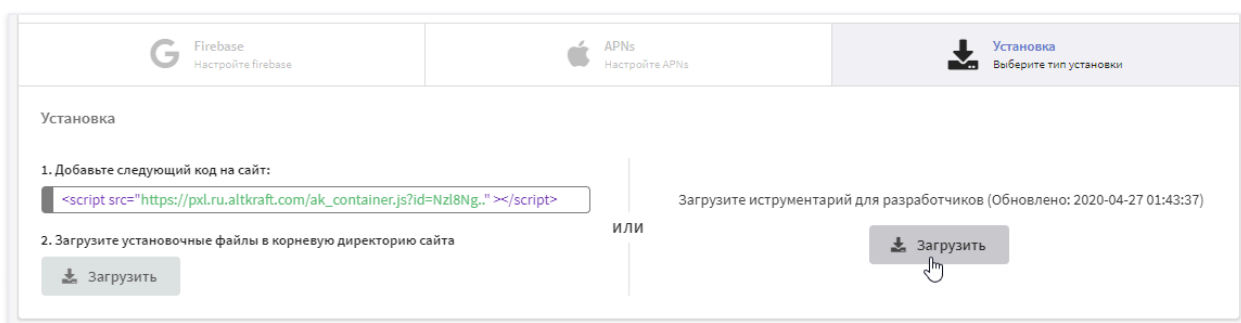 Firebase
Настройте firebase
APNs
Настройте APNs
Установка
Выберите тип установки
Установка
1. Добавьте следующий код на сайт:
<script src="https://pxl.ru.altkraft.com/ak_container.js?id=Nzl8Ng.." ></script>
2. Загрузите установочные файлы в корневую директорию сайта
Загрузить
или
Загрузите иструментарий для разработчиков (Обновлено: 2020-04-27 01:43:37)
Загрузить